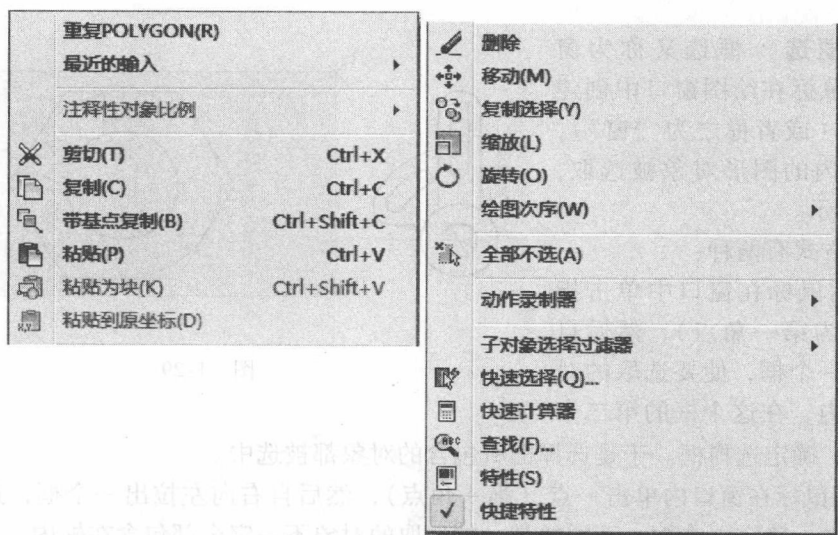 重复POLYGON(R)
最近的输入
注释性对象比例
剪切(T) Ctrl+X
复制(C) Ctrl+C
带基点复制(B) Ctrl+Shift+C
粘贴(P) Ctrl+V
粘贴为块(K) Ctrl+Shift+V
粘贴到原坐标(D)
删除
移动(M)
复制选择(Y)
缩放(L)
旋转(O)
绘图次序(W)
全部不选(A)
动作录制器
子对象选择过滤器
快速选择(Q)...
快速计算器
查找(F)...
特性(S)
快捷特性